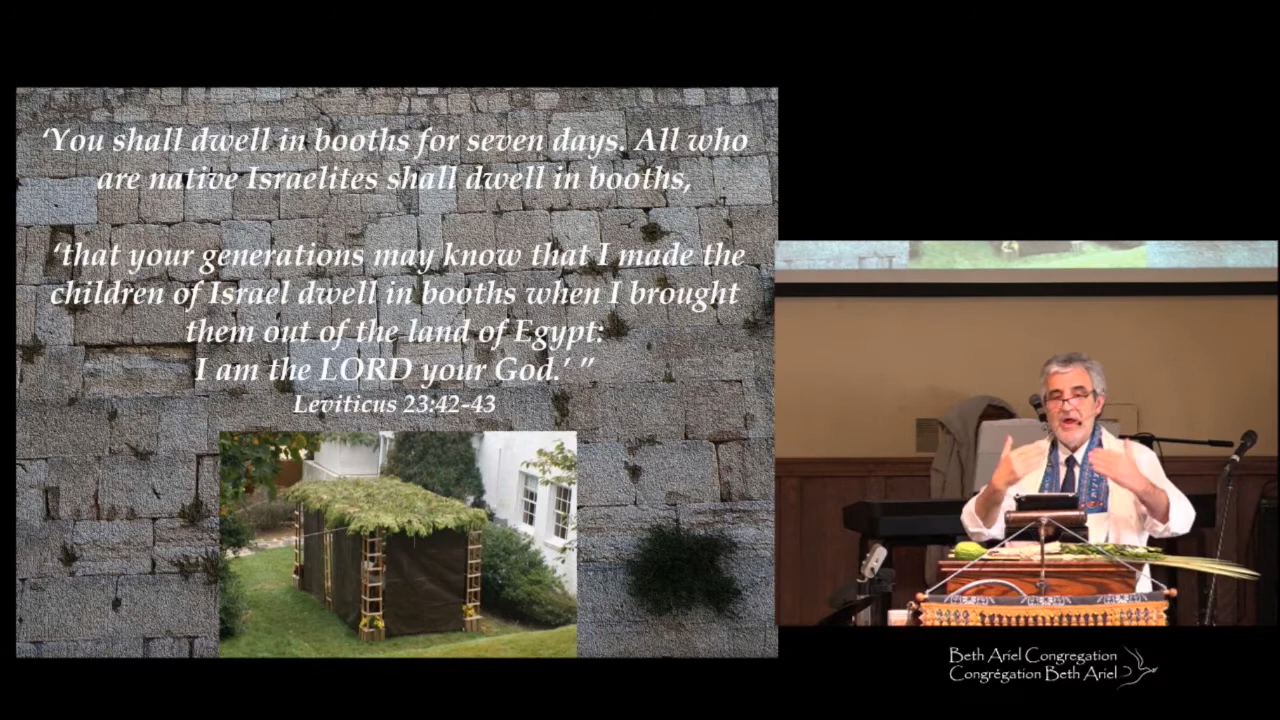 ‘You shall dwell in booths for seven days. All who
are native Israelites shall dwell in booths,
‘that your generations may know that I made the
children of Israel dwell in booths when I brought
them out of the land of Egypt:
I am the LORD your God.’ ”
Leviticus 23:42-43
Beth Ariel Congregation
Congrégation Beth Ariel